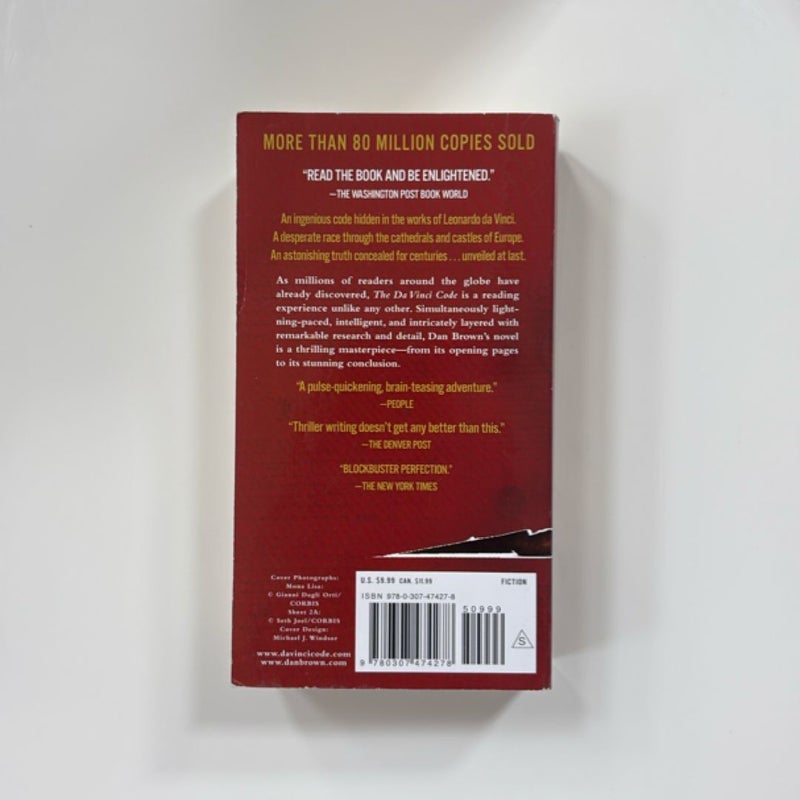 MORE THAN 80 MILLION COPIES SOLD
“READ THE BOOK AND BE ENLIGHTENED.”
—THE WASHINGTON POST BOOK WORLD
An ingenious code hidden in the works of Leonardo da Vinci.
A desperate race through the cathedrals and castles of Europe.
An astonishing truth concealed for centuries . . . unveiled at last.
As millions of readers around the globe have
already discovered, The Da Vinci Code is a reading
experience unlike any other. Simultaneously light-
ning-paced, intelligent, and intricately layered with
remarkable research and detail, Dan Brown’s novel
is a thrilling masterpiece—from its opening pages
to its stunning conclusion.
“A pulse-quickening, brain-teasing adventure.”
—PEOPLE
“Thriller writing doesn’t get any better than this.”
—THE DENVER POST
“BLOCKBUSTER PERFECTION.”
—THE NEW YORK TIMES
Cover Photographs:
Mona Lisa:
© Gianni Dagli Orti/
CORBIS
Sheet 2A:
© Seth Joel/CORBIS
Cover Design:
Michael J. Windsor
www.davincicode.com
www.danbrown.com
U.S. $9.99 CAN. $11.99 FICTION
ISBN 978-0-307-47427-8
50999
S
9 780307 474278